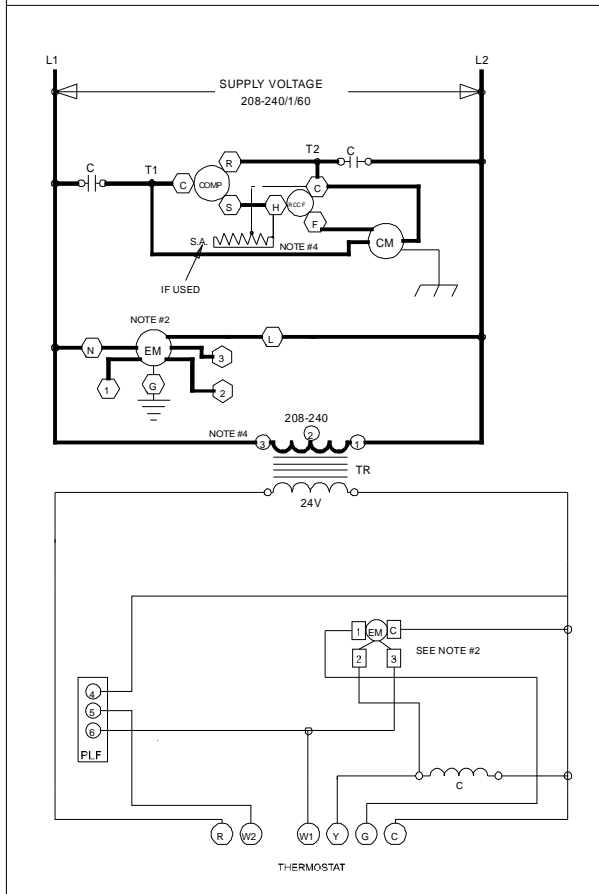 L1 L2
SUPPLY VOLTAGE
208-240/1/60
C T1 C COMP R T2 C
S H RCCF C
F
S.A. NOTE #4 CM
IF USED
NOTE #2
N EM L
3
1 G 2
208-240
NOTE #4 3 2 1
TR
24V
1 EM C
SEE NOTE #2
2 3
4
5
6
PLF
C
R W2 W1 Y G C
THERMOSTAT